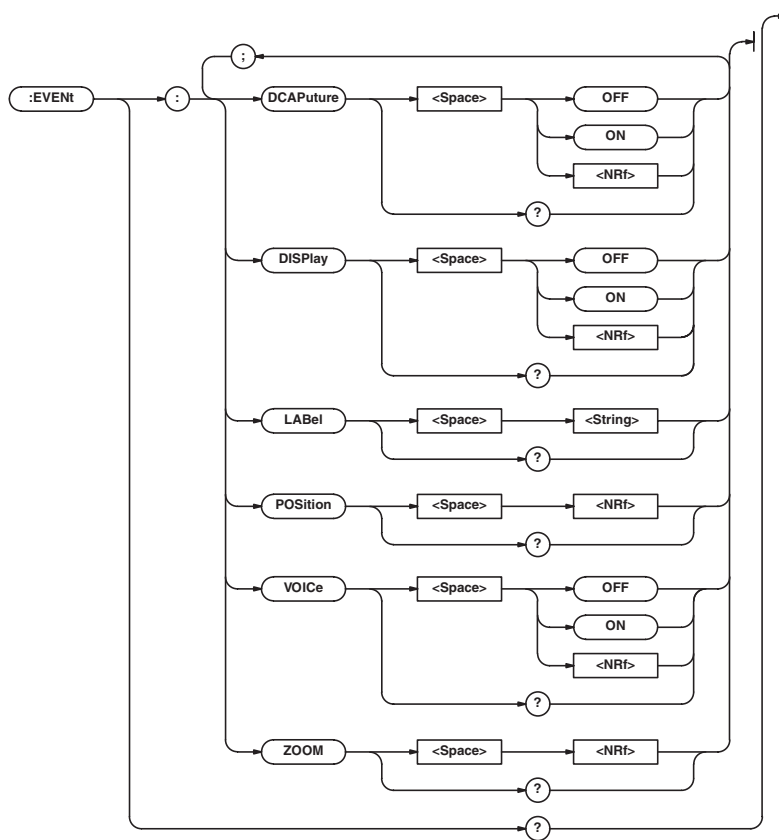 ;
:EVENt : DCAPuture <Space> OFF
ON
<NRf>
?
DISPlay <Space> OFF
ON
<NRf>
?
LABel <Space> <String>
?
POSition <Space> <NRf>
?
VOICe <Space> OFF
ON
<NRf>
?
ZOOM <Space> <NRf>
?
?